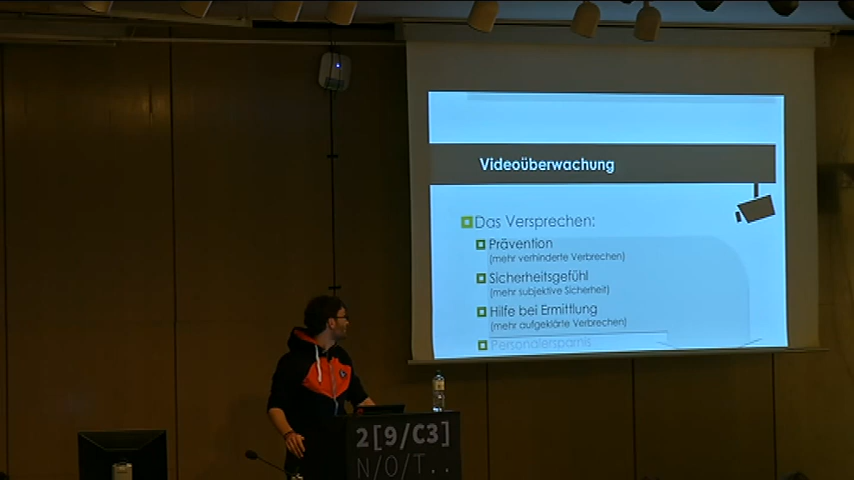 Videoüberwachung
Das Versprechen:
Prävention
(mehr verhinderte Verbrechen)
Sicherheitsgefühl
(mehr subjektive Sicherheit)
Hilfe bei Ermittlung
(mehr aufgeklärte Verbrechen)
Personalersparnis
2[9/C3]
N/O/T..